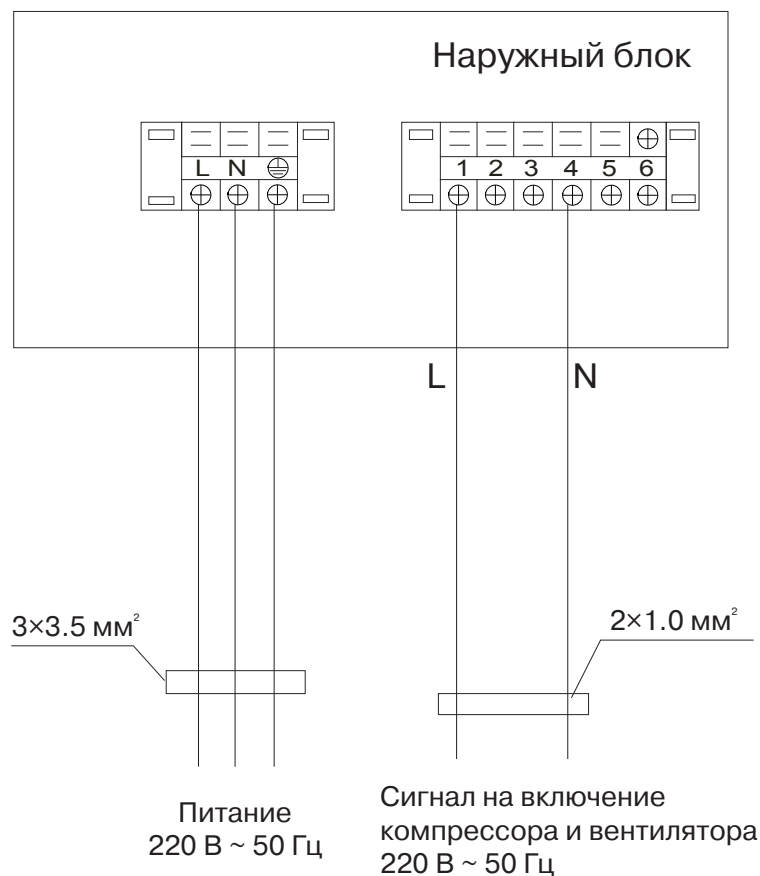 Наружный блок
L N
1 2 3 4 5 6
L
N
3×3.5 мм²
2×1.0 мм²
Питание
220 В ~ 50 Гц
Сигнал на включение
компрессора и вентилятора
220 В ~ 50 Гц